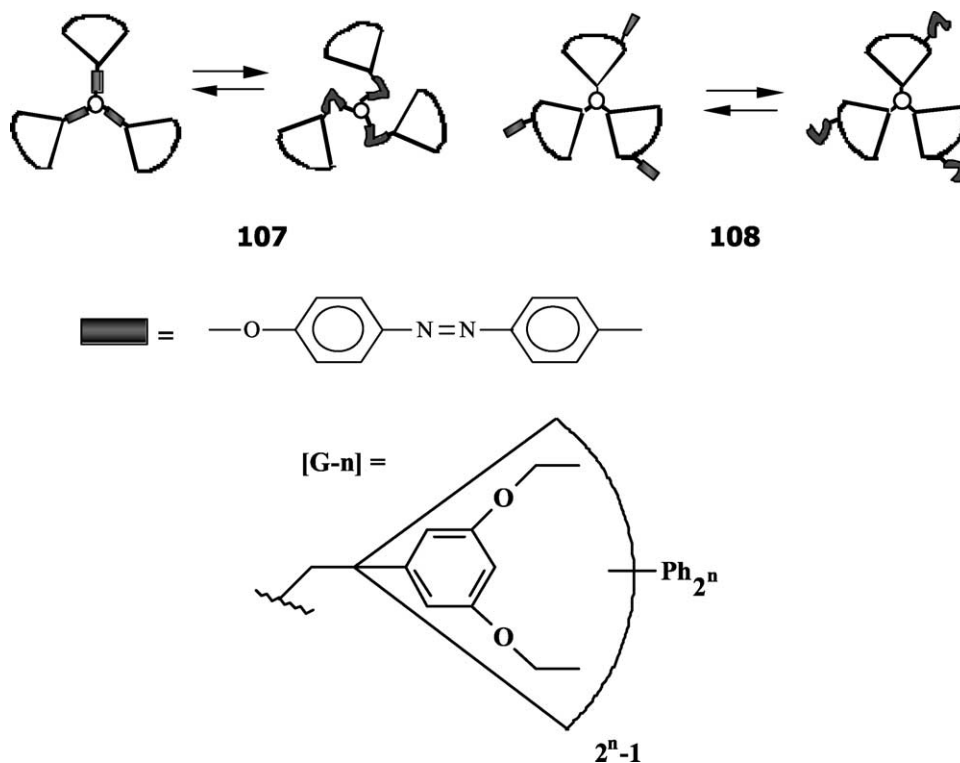 107
108
= —O— N=N
[G-n] =
O
Ph2n
O
2n-1